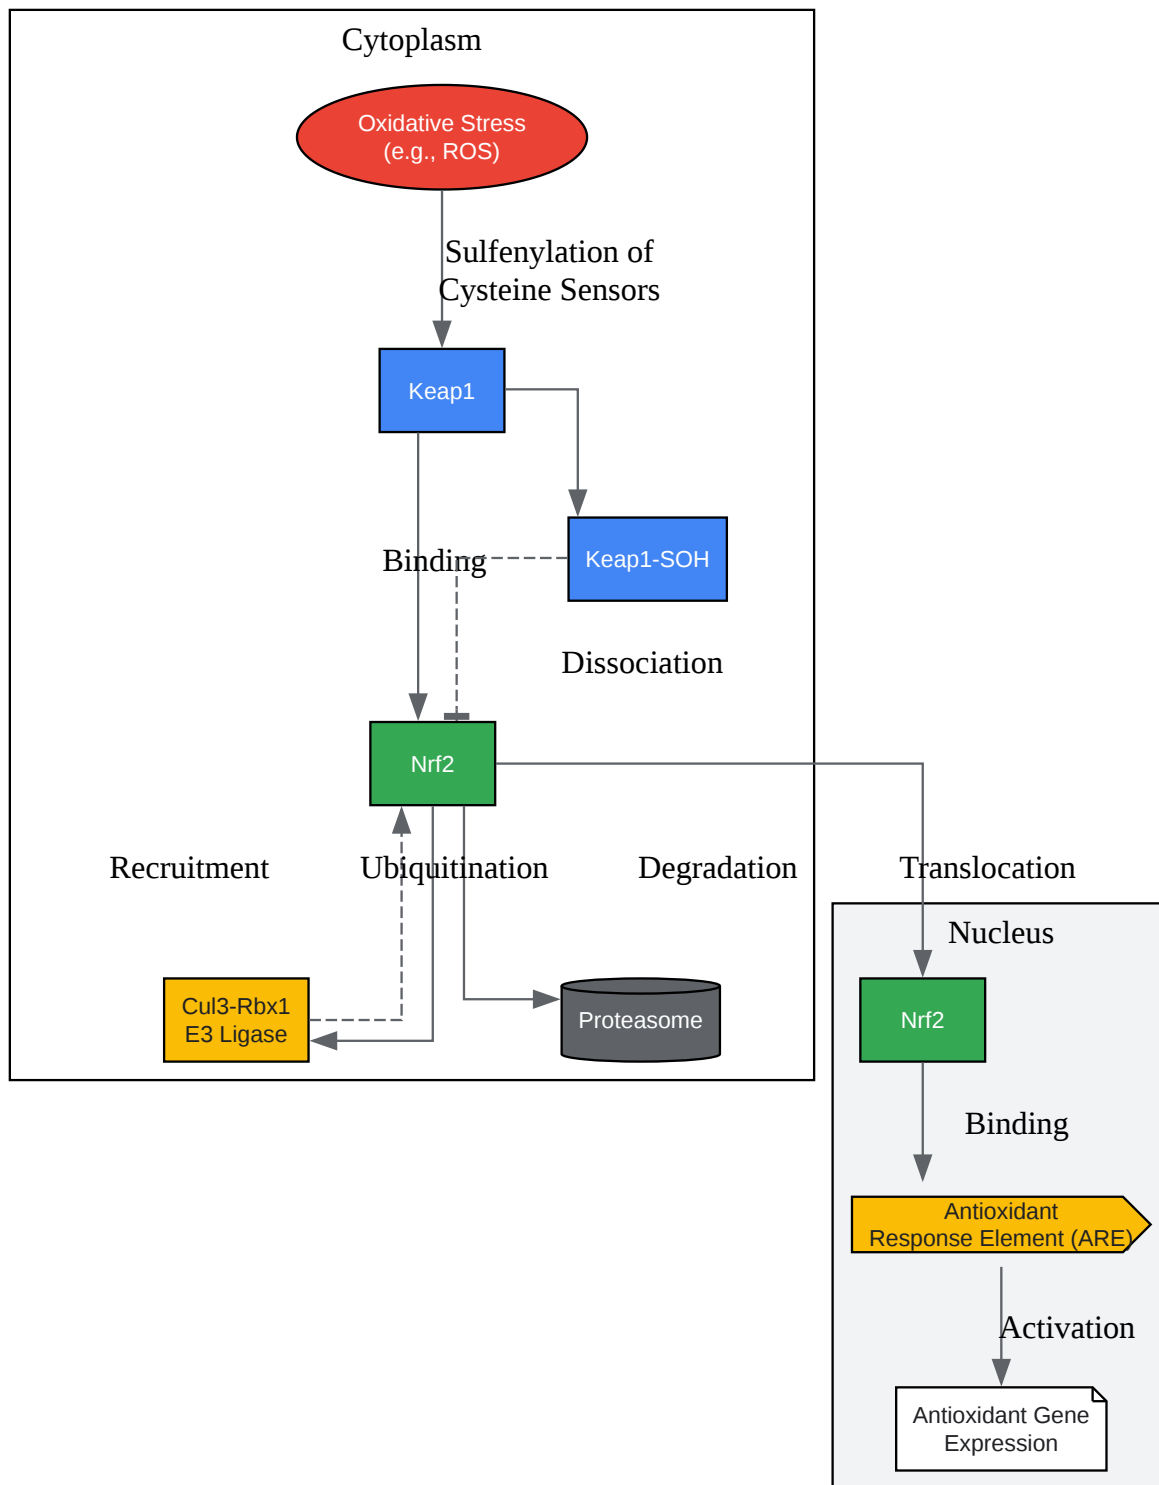 Cytoplasm
Oxidative Stress
(e.g., ROS)
Sulfenylation of
Cysteine Sensors
Keap1
Binding
Keap1-SOH
Dissociation
Nrf2
Recruitment
Ubiquitination
Degradation
Translocation
Nucleus
Cul3-Rbx1
E3 Ligase
Proteasome
Nrf2
Binding
Antioxidant
Response Element (ARE)
Activation
Antioxidant Gene
Expression